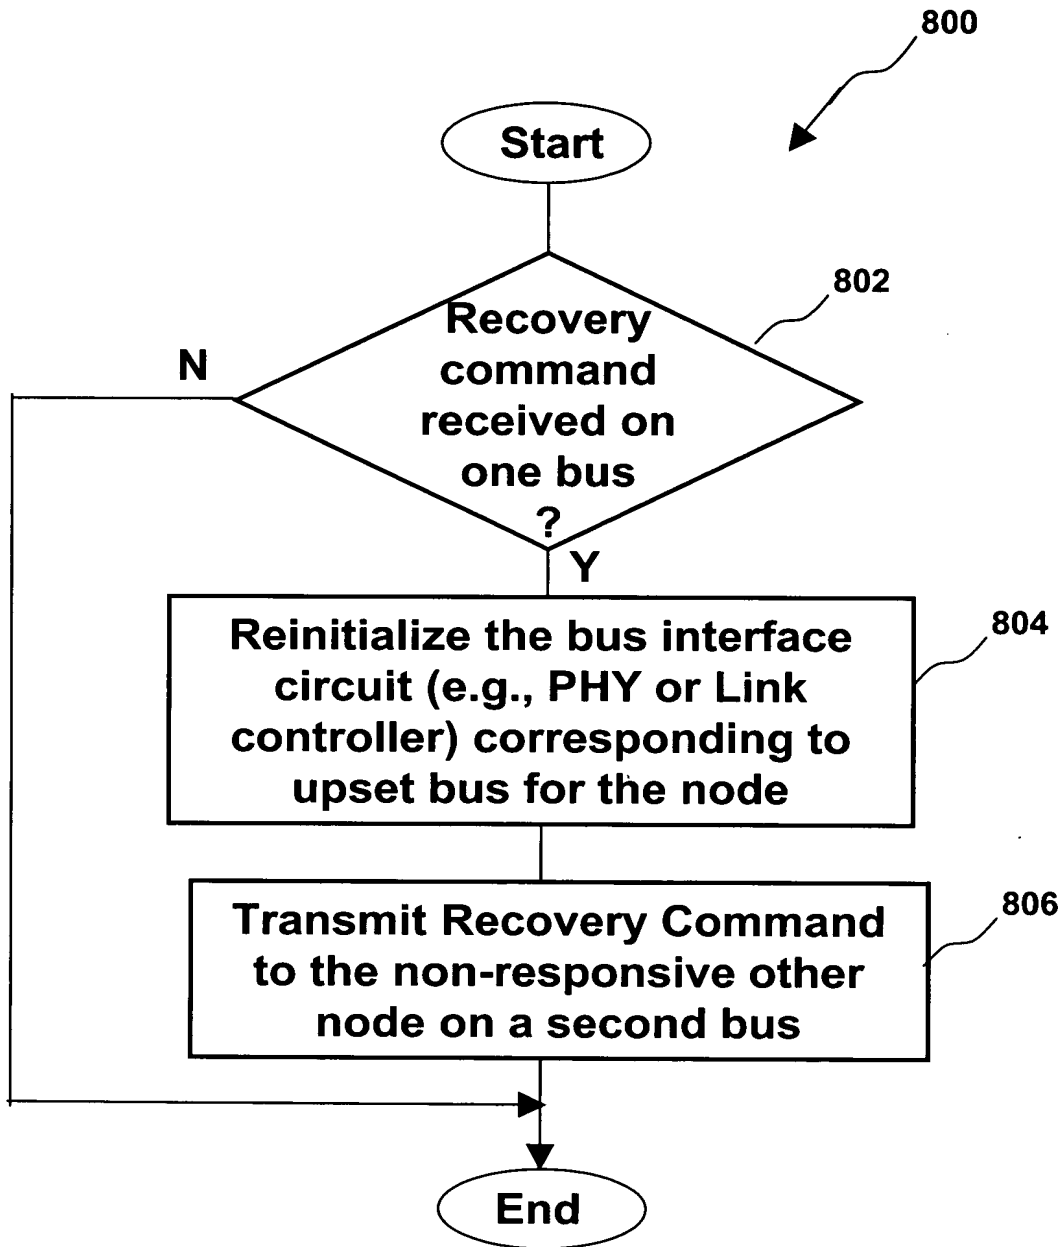 800
Start
802
Recovery
command
received on
one bus
?
N
Y
Reinitialize the bus interface
circuit (e.g., PHY or Link
controller) corresponding to
upset bus for the node
804
Transmit Recovery Command
to the non-responsive other
node on a second bus
806
End